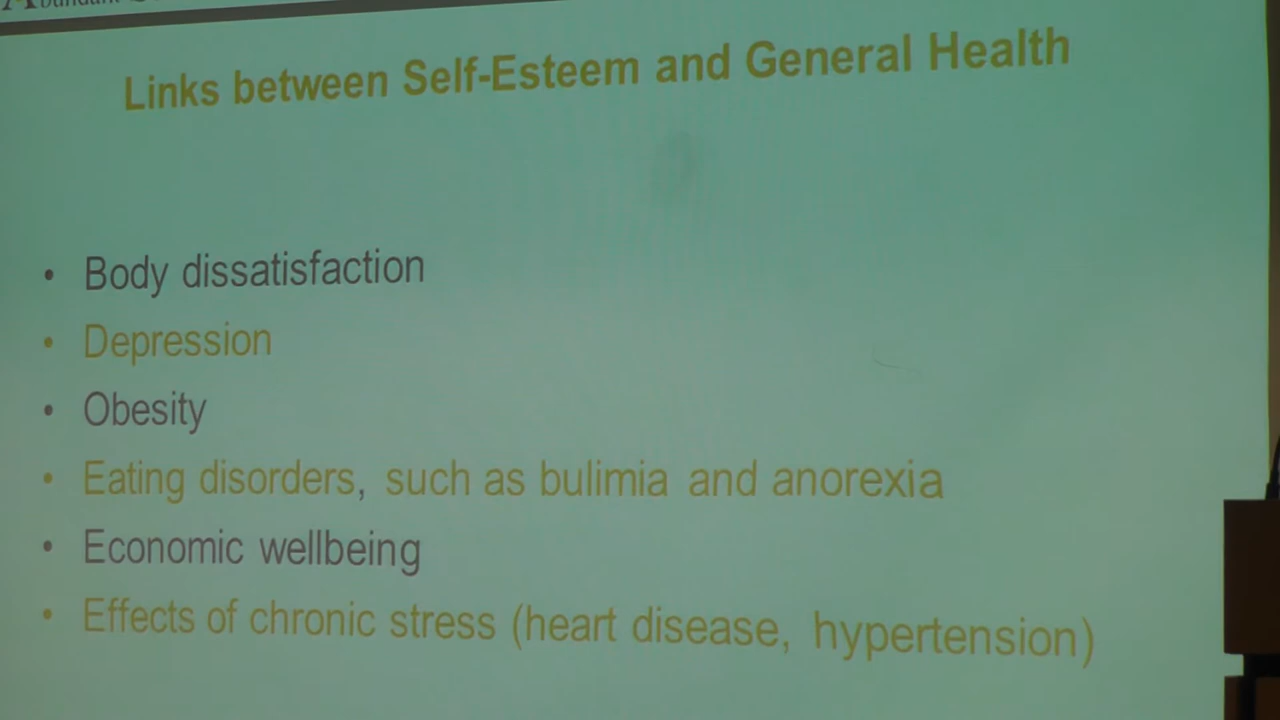 Links between Self-Esteem and General Health
• Body dissatisfaction
• Depression
• Obesity
• Eating disorders, such as bulimia and anorexia
• Economic wellbeing
• Effects of chronic stress (heart disease, hypertension)